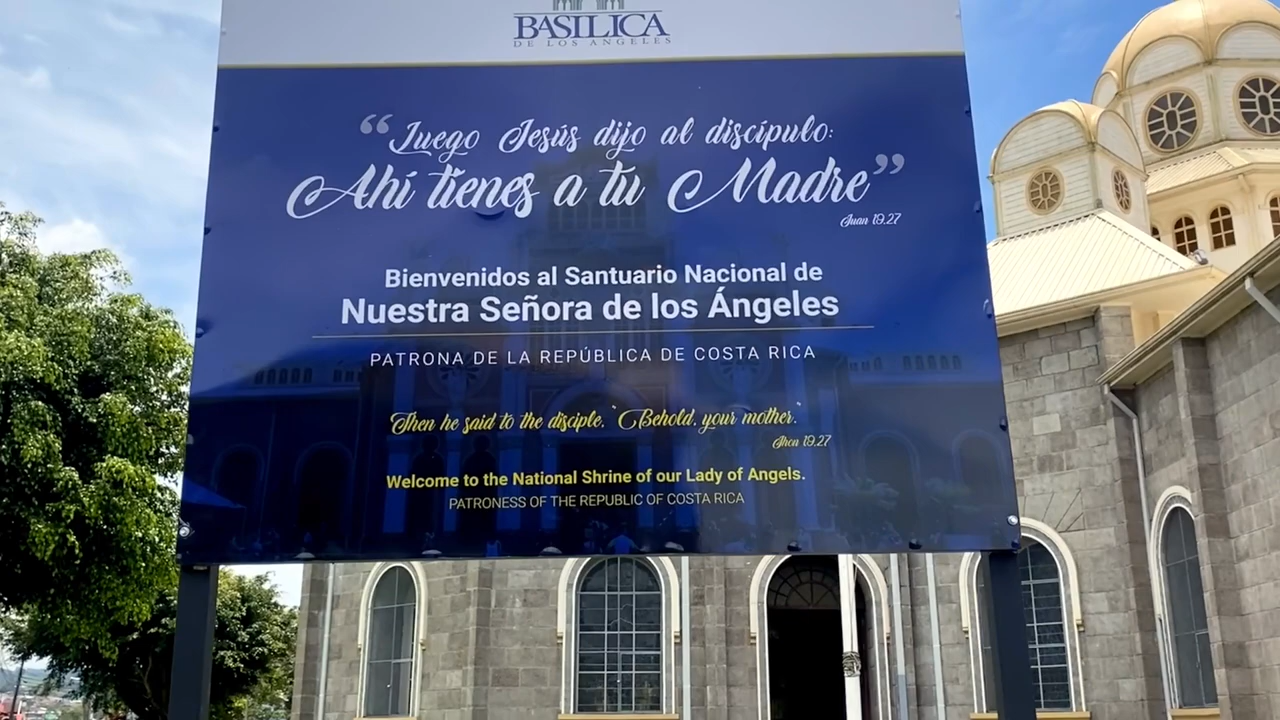 BASILICA
DE LOS ANGELES
“Luego Jesús dijo al discípulo:
Ahí tienes a tu Madre”
Juan 19.27
Bienvenidos al Santuario Nacional de
Nuestra Señora de los Ángeles
PATRONA DE LA REPÚBLICA DE COSTA RICA
Then he said to the disciple, “Behold, your mother.”
Jhon 19.27
Welcome to the National Shrine of our Lady of Angels.
PATRONESS OF THE REPUBLIC OF COSTA RICA